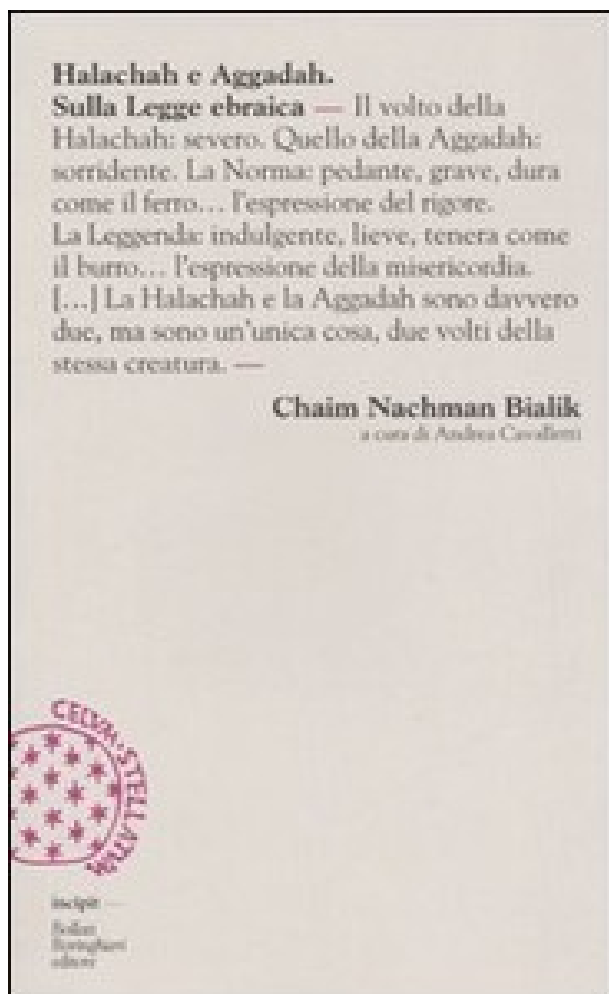 Halachah e Aggadah.
Sulla Legge ebraica — Il volto della
Halachah: severo. Quello della Aggadah:
sorridente. La Norma: pedante, grave, dura
come il ferro… l'espressione del rigore.
La Leggenda: indulgente, lieve, tenera come
il burro… l'espressione della misericordia.
[…] La Halachah e la Aggadah sono davvero
due, ma sono un'unica cosa, due volti della
stessa creatura. —
Chaim Nachman Bialik
a cura di Andrea Cavalletti
CELVM·STELLATVM
incipit —
Bollati
Boringhieri
editore